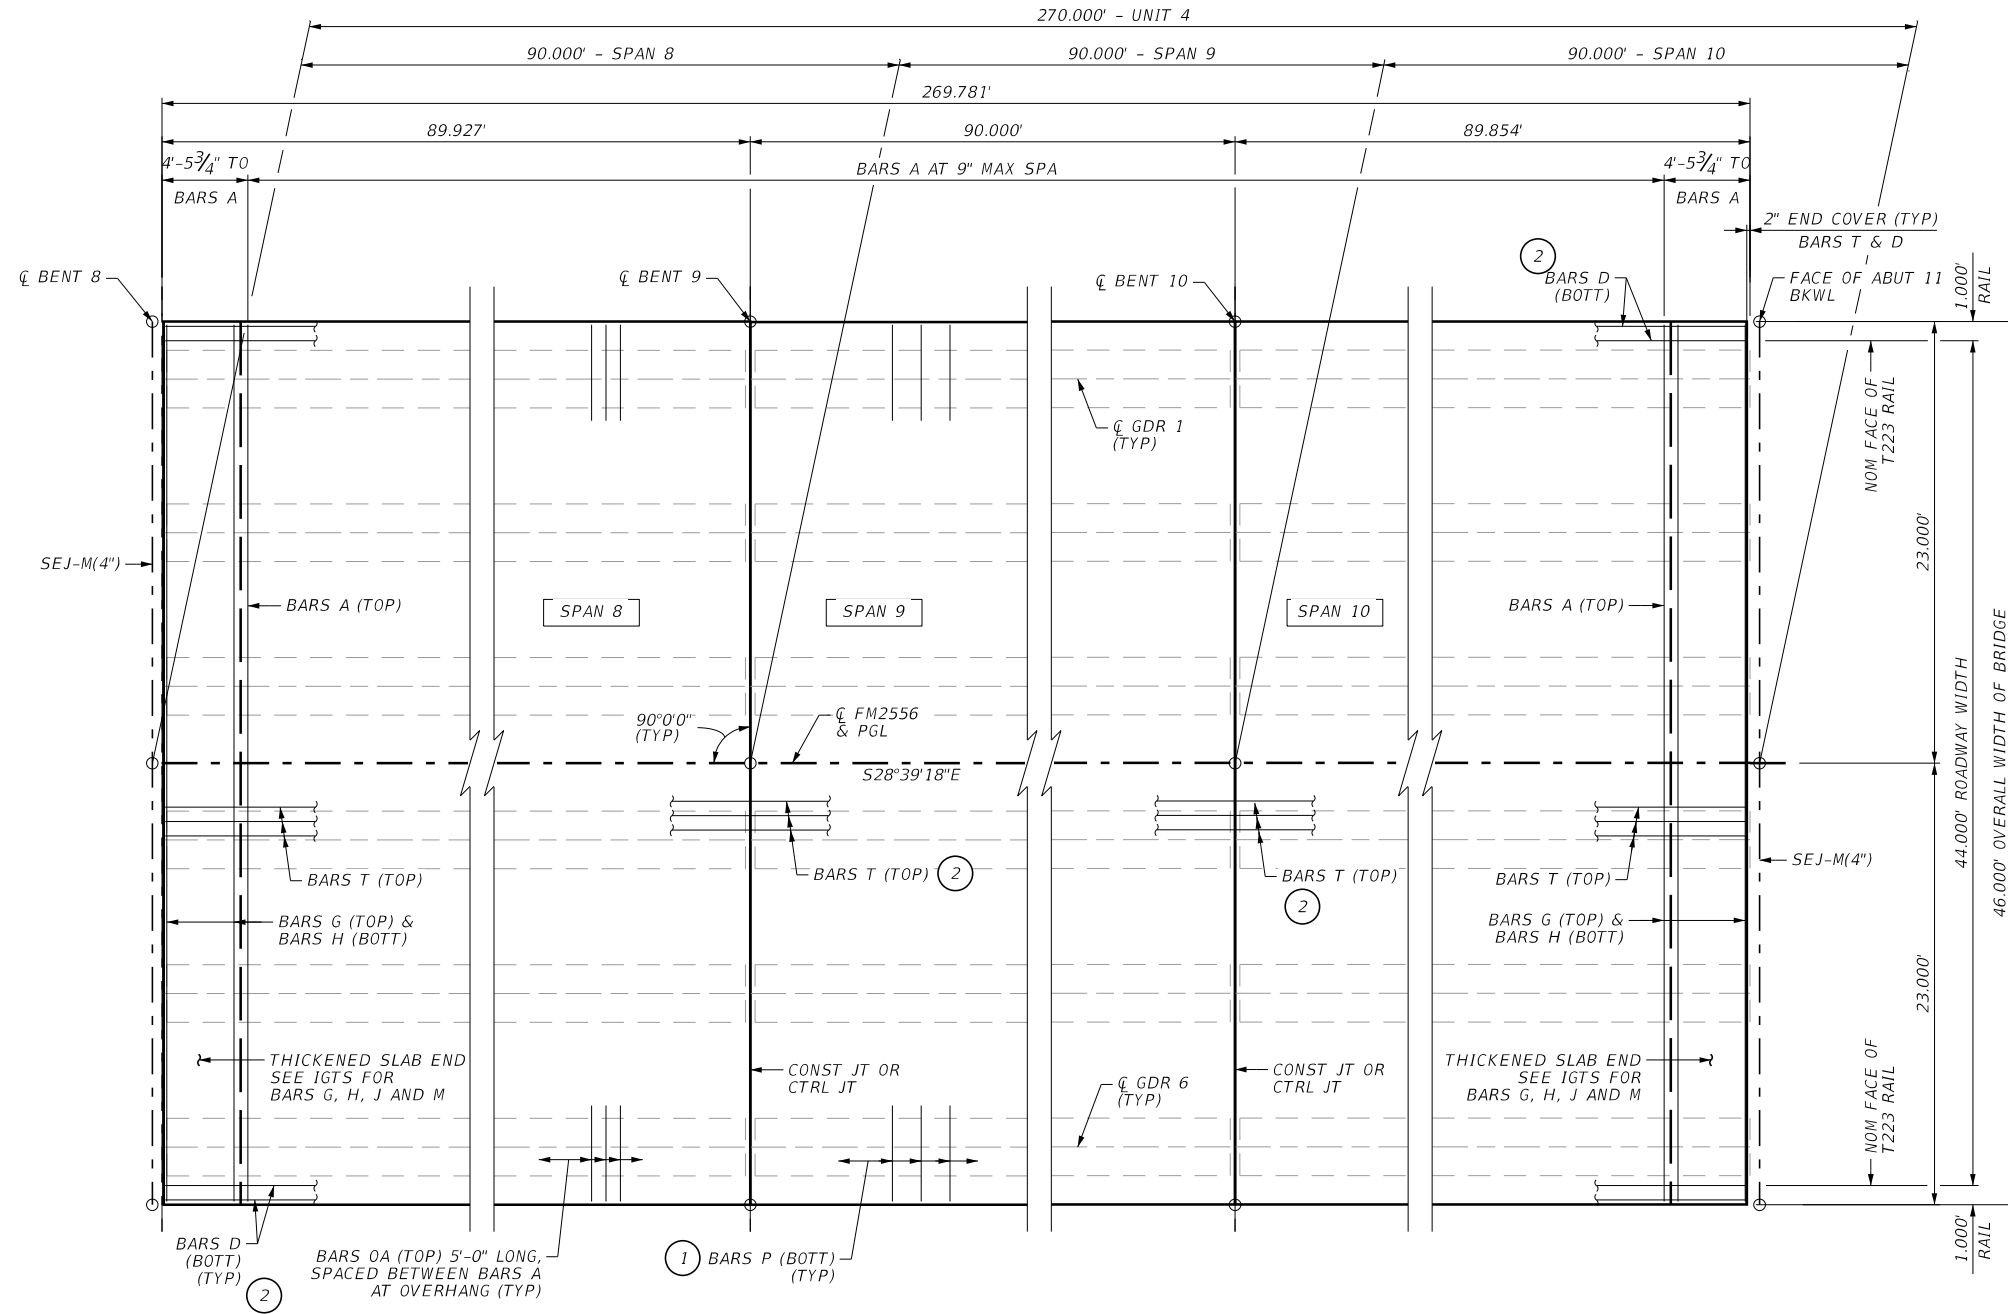 270.000' - UNIT 4
90.000' - SPAN 8
90.000' - SPAN 9
90.000' - SPAN 10
269.781'
89.927'
90.000'
89.854'
4'-5 3/4" TO
BARS A
BARS A AT 9" MAX SPA
4'-5 3/4" TO
BARS A
2" END COVER (TYP)
BARS T & D
℄ BENT 8
℄ BENT 9
℄ BENT 10
2
BARS D
(BOTT)
FACE OF ABUT 11
BKWL
1.000'
RAIL
℄ GDR 1
(TYP)
NOM FACE OF
T223 RAIL
23.000'
SEJ-M(4")
BARS A (TOP)
SPAN 8
SPAN 9
SPAN 10
BARS A (TOP)
44.000' ROADWAY WIDTH
46.000' OVERALL WIDTH OF BRIDGE
90°0'0"
(TYP)
℄ FM2556
& PGL
S28°39'18"E
BARS T (TOP)
BARS T (TOP)
2
BARS T (TOP)
2
BARS T (TOP)
SEJ-M(4")
BARS G (TOP) &
BARS H (BOTT)
BARS G (TOP) &
BARS H (BOTT)
23.000'
THICKENED SLAB END
SEE IGTS FOR
BARS G, H, J AND M
CONST JT OR
CTRL JT
℄ GDR 6
(TYP)
CONST JT OR
CTRL JT
THICKENED SLAB END
SEE IGTS FOR
BARS G, H, J AND M
NOM FACE OF
T223 RAIL
BARS D
(BOTT)
(TYP)
2
BARS OA (TOP) 5'-0" LONG,
SPACED BETWEEN BARS A
AT OVERHANG (TYP)
1
BARS P (BOTT)
(TYP)
1.000'
RAIL